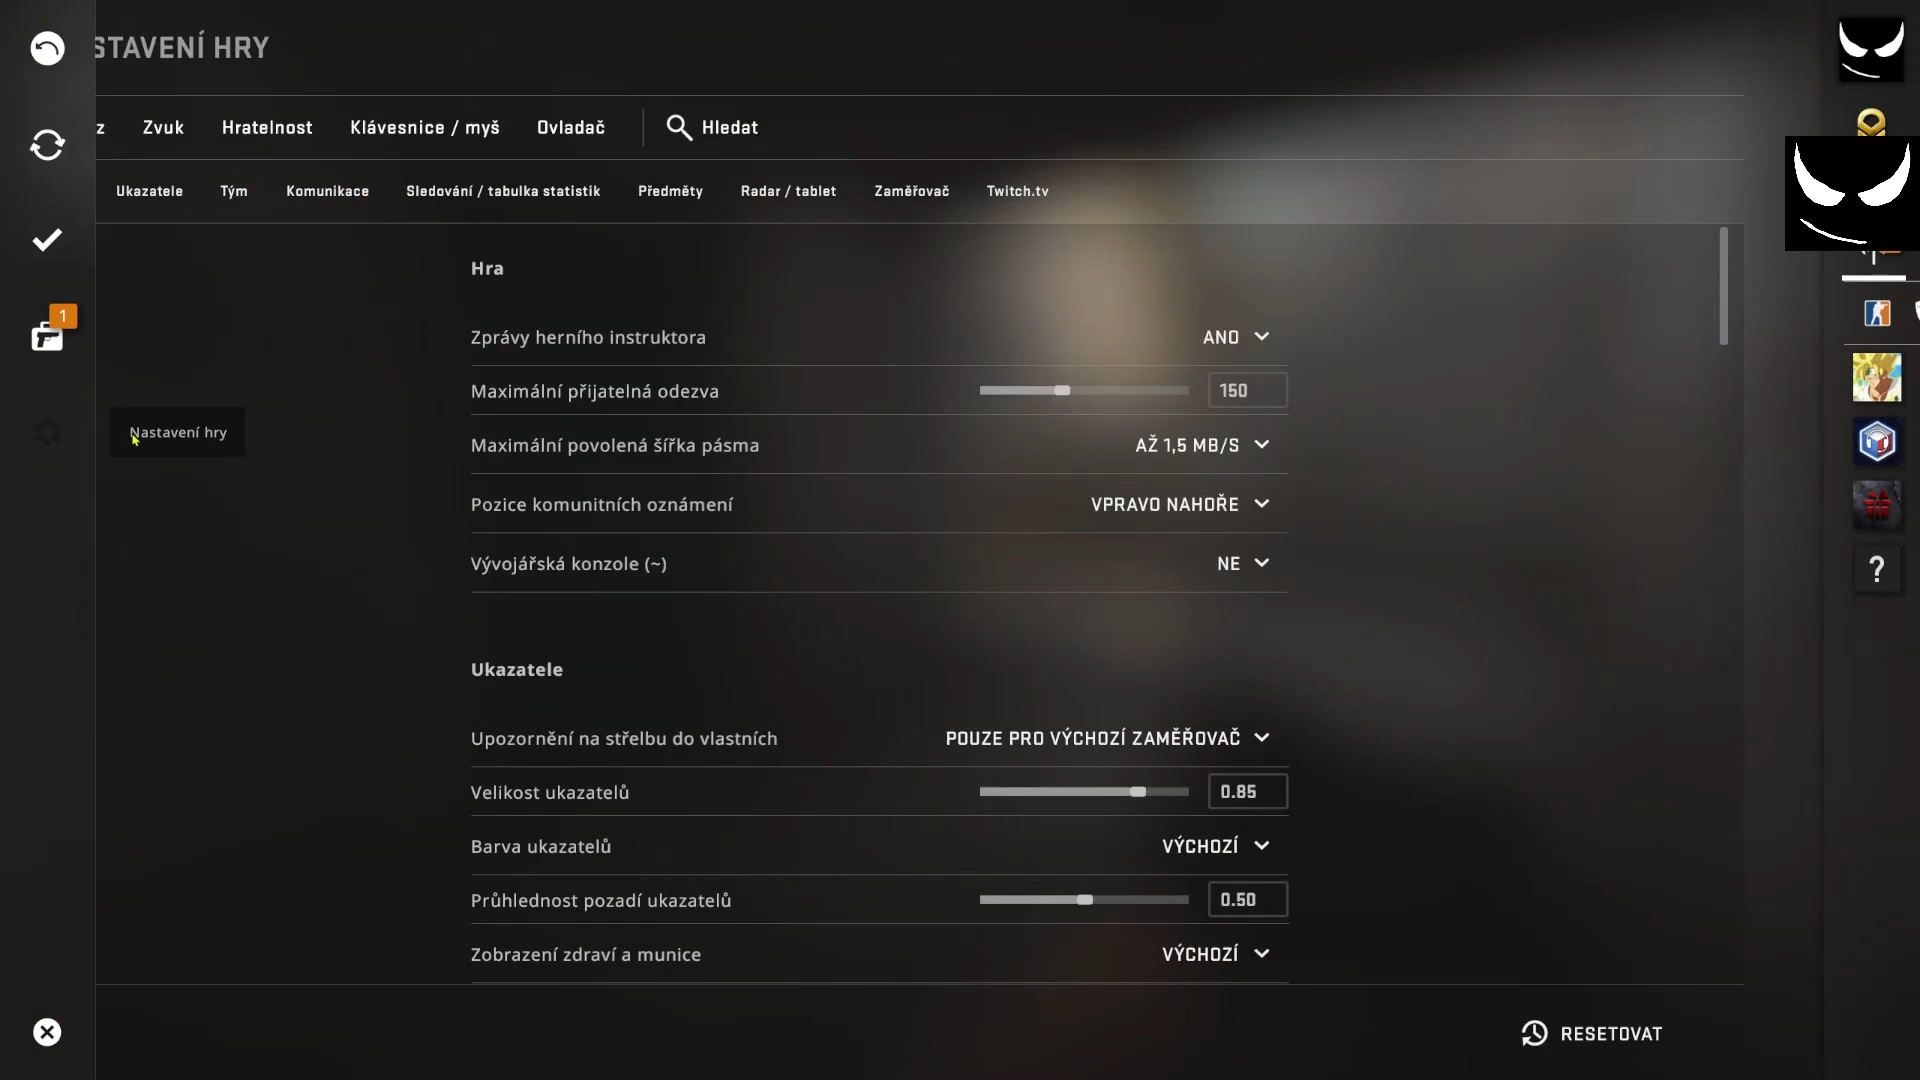 STAVENÍ HRY
z Zvuk Hratelnost Klávesnice / myš Ovladač Hledat
Ukazatele Tým Komunikace Sledování / tabulka statistik Předměty Radar / tablet Zaměřovač Twitch.tv
Hra
1
Zprávy herního instruktora ANO
Maximální přijatelná odezva 150
Nastavení hry
Maximální povolená šířka pásma AŽ 1,5 MB/S
Pozice komunitních oznámení VPRAVO NAHOŘE
Vývojářská konzole (~) NE
?
Ukazatele
Upozornění na střelbu do vlastních POUZE PRO VÝCHOZÍ ZAMĚŘOVAČ
Velikost ukazatelů 0.85
Barva ukazatelů VÝCHOZÍ
Průhlednost pozadí ukazatelů 0.50
Zobrazení zdraví a munice VÝCHOZÍ
RESETOVAT